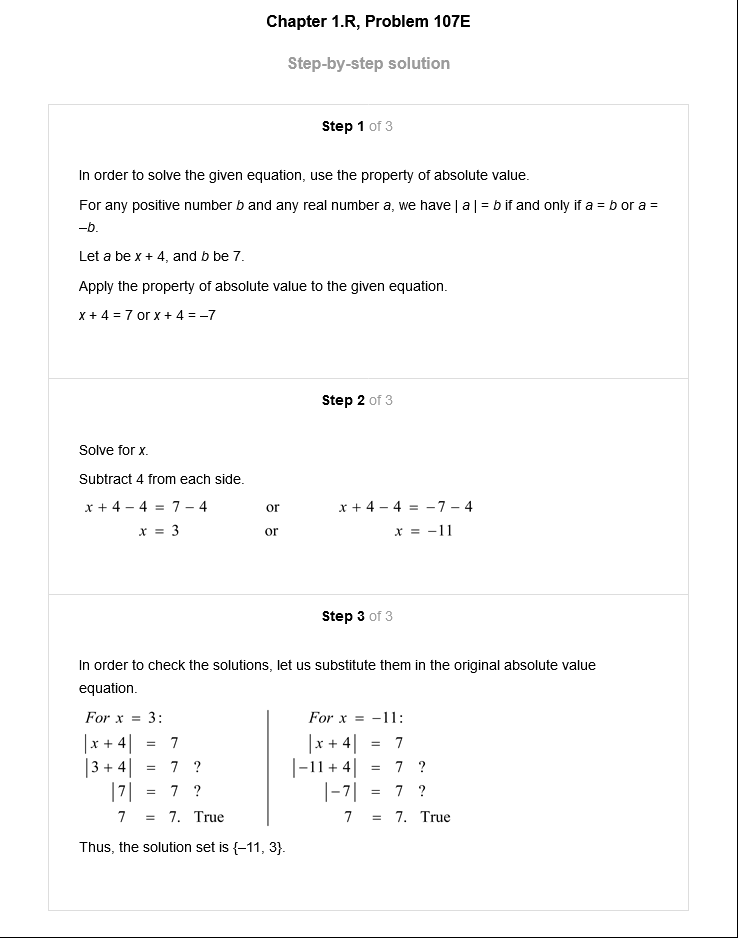 Chapter 1.R, Problem 107E
Step-by-step solution
Step 1 of 3
In order to solve the given equation, use the property of absolute value.
For any positive number b and any real number a, we have | a | = b if and only if a = b or a =
–b.
Let a be x + 4, and b be 7.
Apply the property of absolute value to the given equation.
x + 4 = 7 or x + 4 = –7
Step 2 of 3
Solve for x.
Subtract 4 from each side.
x + 4 − 4 = 7 − 4 or x + 4 − 4 = −7 − 4
x = 3 or x = −11
Step 3 of 3
In order to check the solutions, let us substitute them in the original absolute value
equation.
For x = 3:
|x + 4| = 7
|3 + 4| = 7 ?
|7| = 7 ?
7 = 7. True
For x = −11:
|x + 4| = 7
|−11 + 4| = 7 ?
|−7| = 7 ?
7 = 7. True
Thus, the solution set is {–11, 3}.